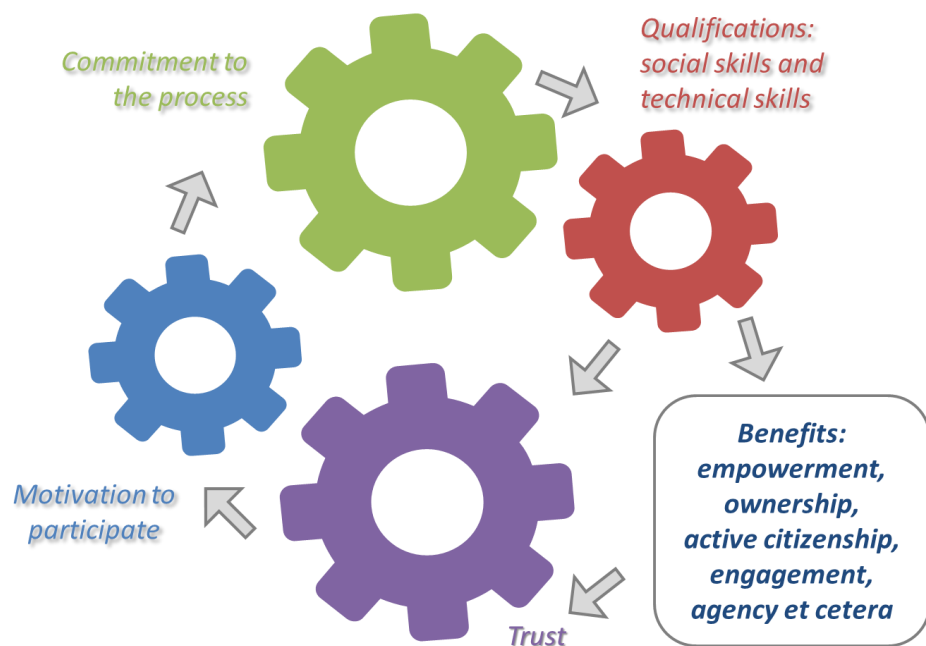 Commitment to
the process
Qualifications:
social skills and
technical skills
Motivation to
participate
Benefits:
empowerment,
ownership,
active citizenship,
engagement,
agency et cetera
Trust